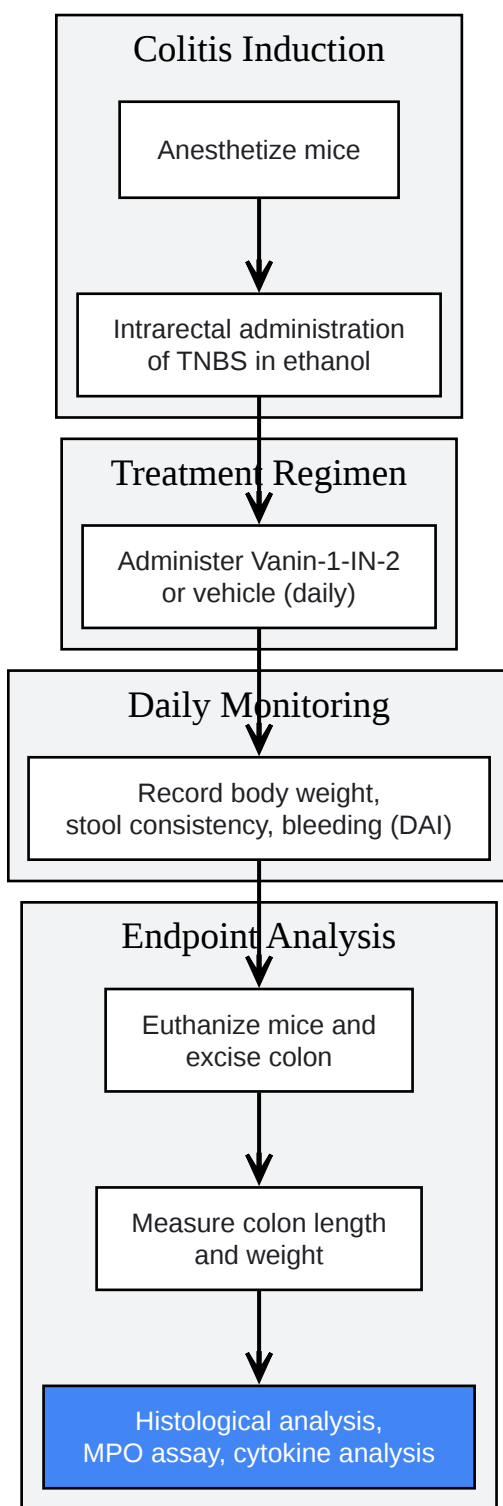 Colitis Induction
Anesthetize mice
Intrarectal administration
of TNBS in ethanol
Treatment Regimen
Administer Vanin-1-IN-2
or vehicle (daily)
Daily Monitoring
Record body weight,
stool consistency, bleeding (DAI)
Endpoint Analysis
Euthanize mice and
excise colon
Measure colon length
and weight
Histological analysis,
MPO assay, cytokine analysis